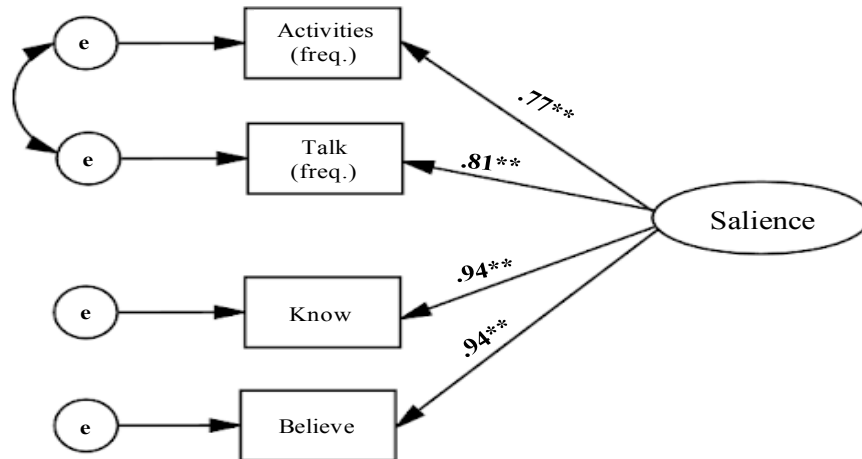 e
Activities
(freq.)
.77**
e
Talk
(freq.)
.81**
Salience
.94**
e
Know
.94**
e
Believe